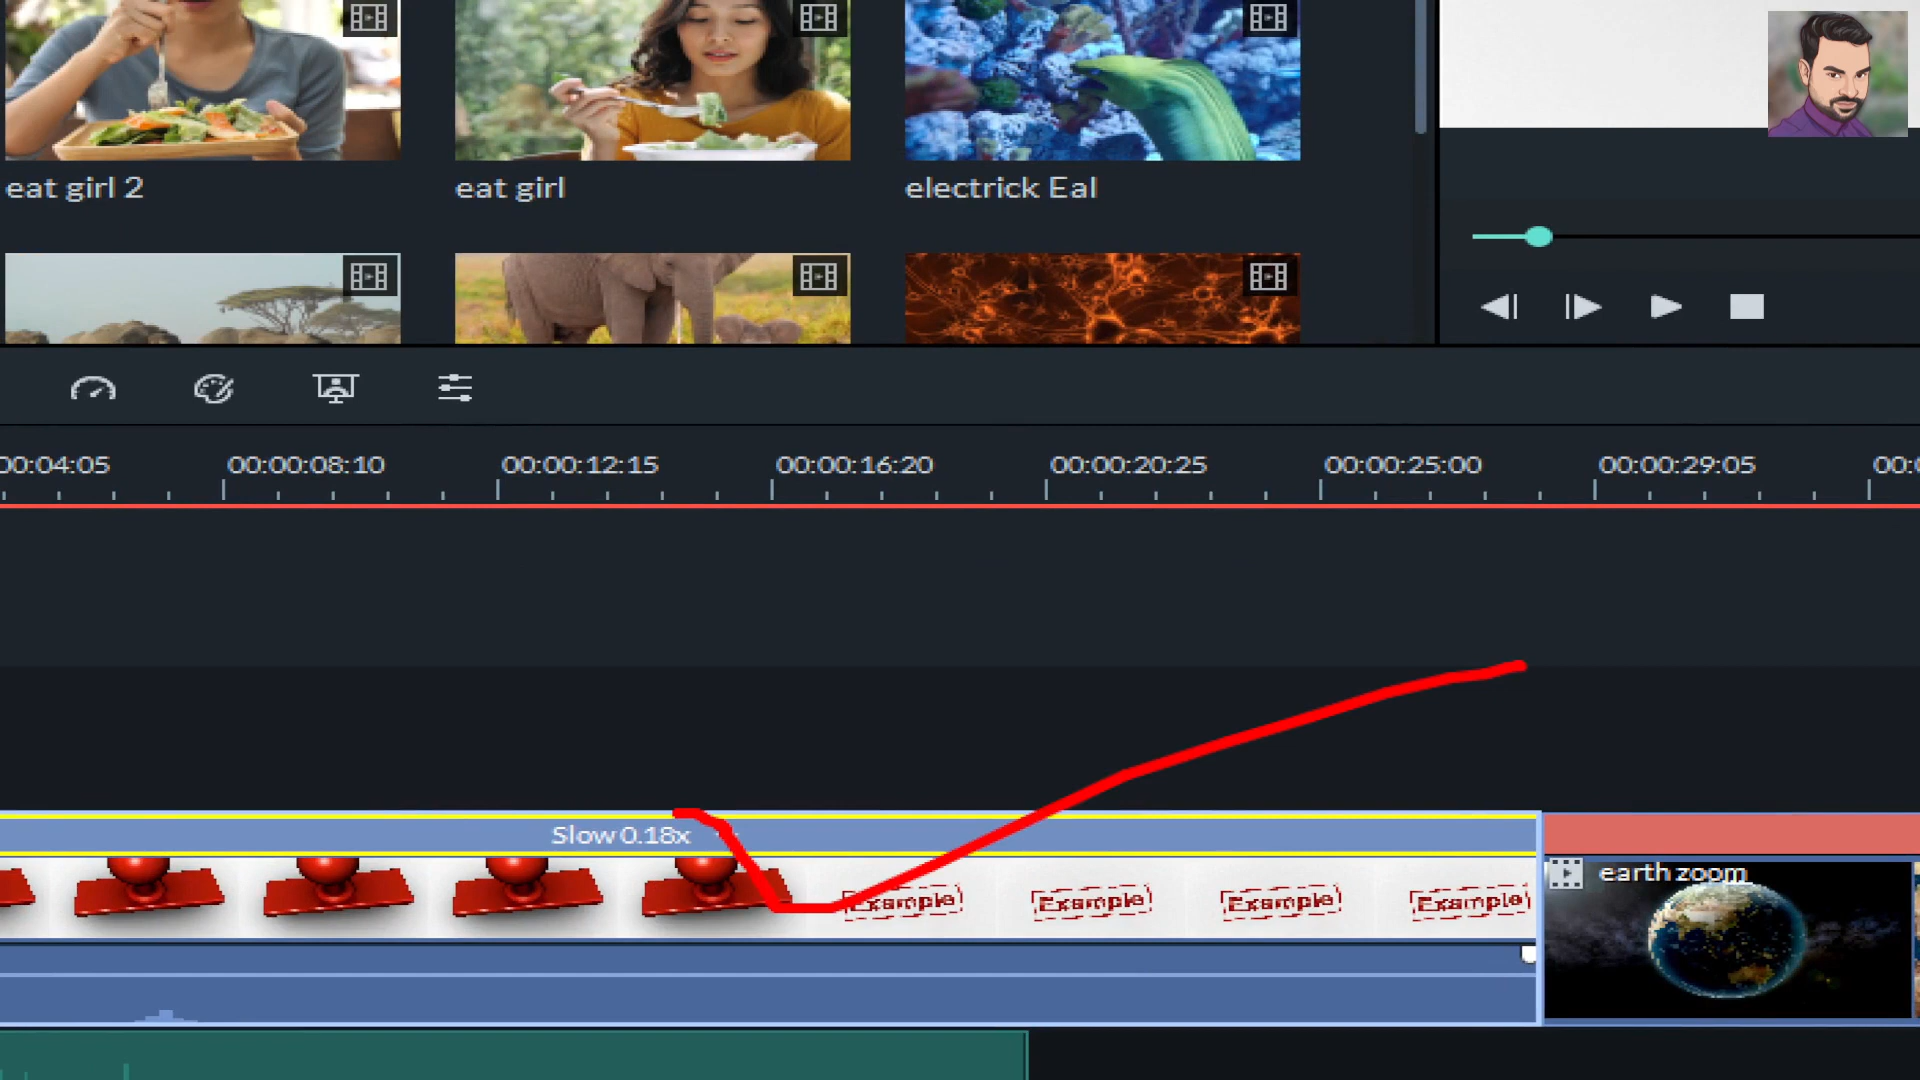 eat girl 2
eat girl
electrick Eal
00:00:04:05 00:00:08:10 00:00:12:15 00:00:16:20 00:00:20:25 00:00:25:00 00:00:29:05
Slow 0.18x
Example Example Example Example
earth zoom